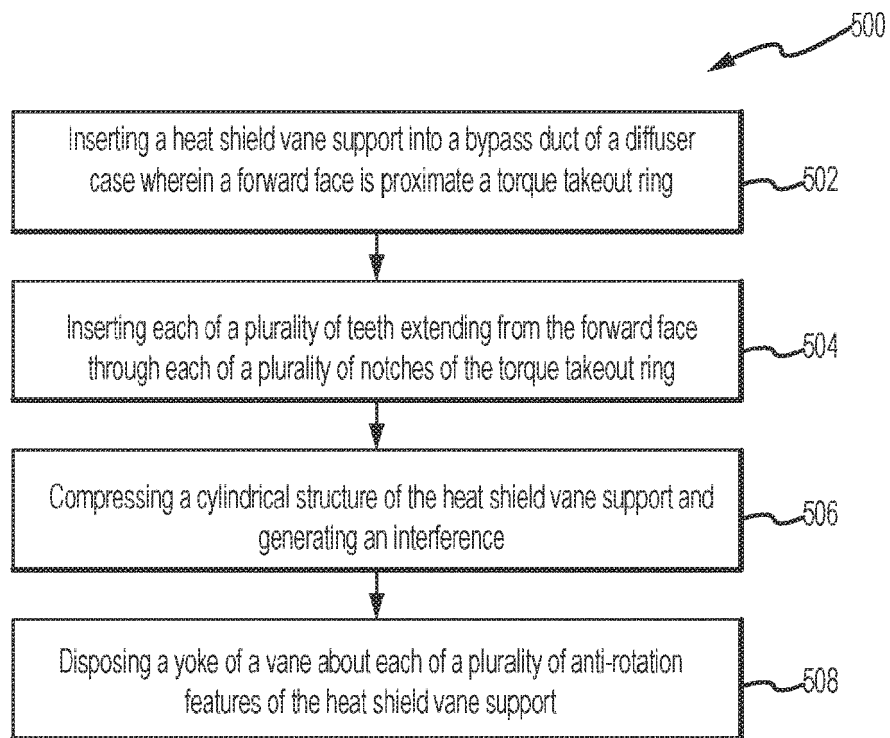 500
Inserting a heat shield vane support into a bypass duct of a diffuser
case wherein a forward face is proximate a torque takeout ring
502
Inserting each of a plurality of teeth extending from the forward face
through each of a plurality of notches of the torque takeout ring
504
Compressing a cylindrical structure of the heat shield vane support and
generating an interference
506
Disposing a yoke of a vane about each of a plurality of anti-rotation
features of the heat shield vane support
508